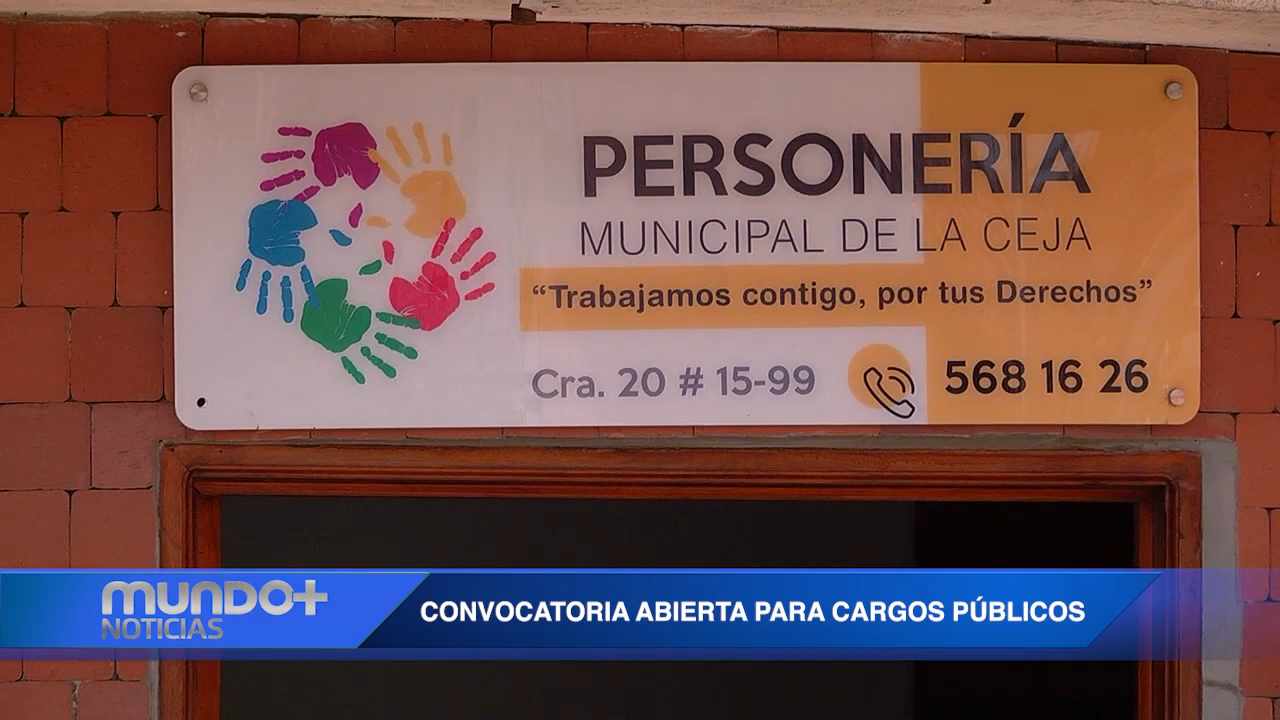 PERSONERÍA
MUNICIPAL DE LA CEJA
“Trabajamos contigo, por tus Derechos”
Cra. 20 # 15-99
568 16 26
MUNDO+
NOTICIAS
CONVOCATORIA ABIERTA PARA CARGOS PÚBLICOS